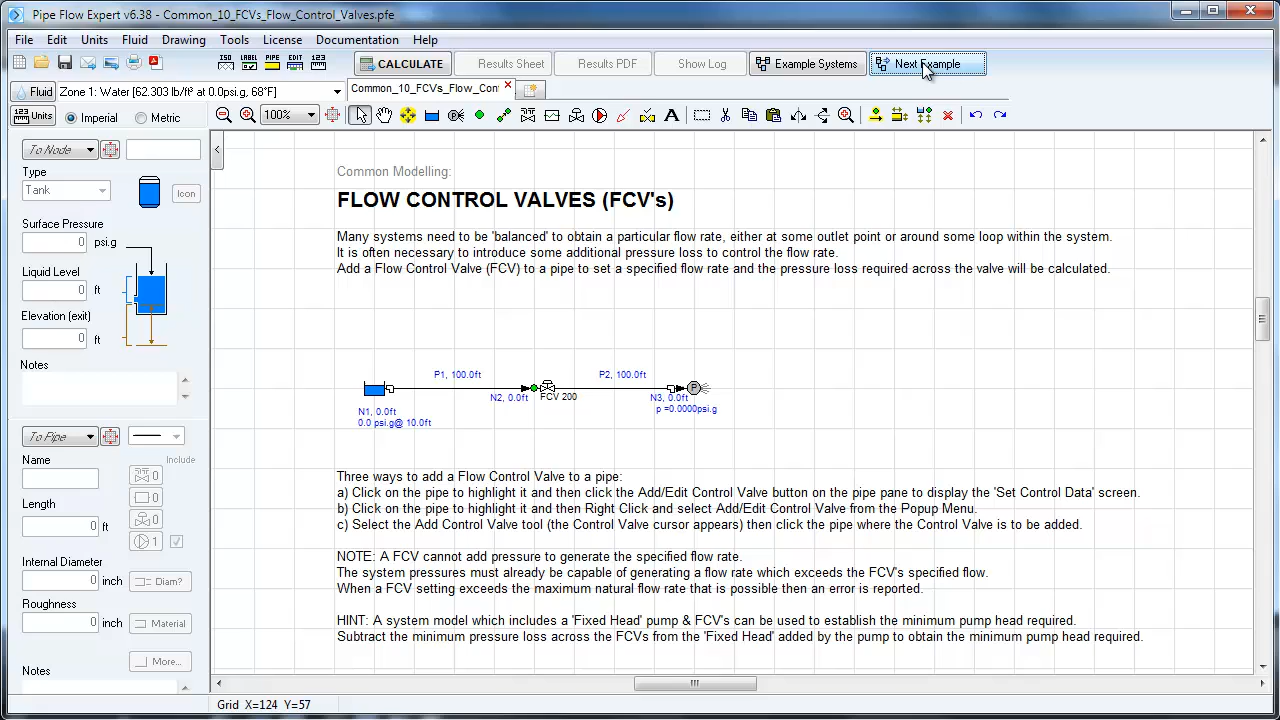 Pipe Flow Expert v6.38 - Common_10_FCVs_Flow_Control_Valves.pfe
File Edit Units Fluid Drawing Tools License Documentation Help
ISO LABEL PIPE EDIT 123 CALCULATE Results Sheet Results PDF Show Log Example Systems Next Example
Fluid Zone 1: Water [62.303 lb/ft³ at 0.0psi.g, 68°F] Common_10_FCVs_Flow_Cont
123 Units Imperial Metric 100% A
To Node
Type
Tank Icon
Surface Pressure
0 psi.g
Liquid Level
0 ft
Elevation (exit)
0 ft
Notes
To Pipe
Name Include
0
Length 0
0 ft 0
1
Internal Diameter
0 inch Diam?
Roughness
0 inch Material
More...
Notes
Common Modelling:
FLOW CONTROL VALVES (FCV's)
Many systems need to be 'balanced' to obtain a particular flow rate, either at some outlet point or around some loop within the system.
It is often necessary to introduce some additional pressure loss to control the flow rate.
Add a Flow Control Valve (FCV) to a pipe to set a specified flow rate and the pressure loss required across the valve will be calculated.
P1, 100.0ft P2, 100.0ft
P
N2, 0.0ft FCV 200 N3, 0.0ft
p =0.0000psi.g
N1, 0.0ft
0.0 psi.g@ 10.0ft
Three ways to add a Flow Control Valve to a pipe:
a) Click on the pipe to highlight it and then click the Add/Edit Control Valve button on the pipe pane to display the 'Set Control Data' screen.
b) Click on the pipe to highlight it and then Right Click and select Add/Edit Control Valve from the Popup Menu.
c) Select the Add Control Valve tool (the Control Valve cursor appears) then click the pipe where the Control Valve is to be added.
NOTE: A FCV cannot add pressure to generate the specified flow rate.
The system pressures must already be capable of generating a flow rate which exceeds the FCV's specified flow.
When a FCV setting exceeds the maximum natural flow rate that is possible then an error is reported.
HINT: A system model which includes a 'Fixed Head' pump & FCV's can be used to establish the minimum pump head required.
Subtract the minimum pressure loss across the FCVs from the 'Fixed Head' added by the pump to obtain the minimum pump head required.
Grid X=124 Y=57